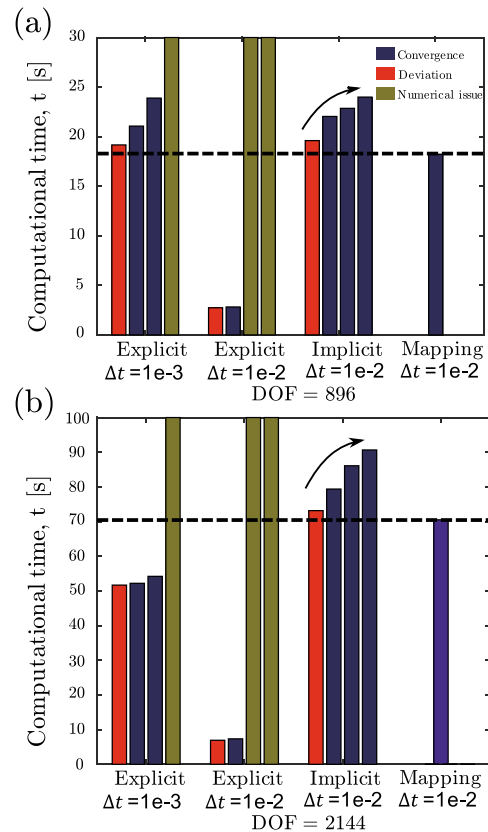 (a)
Computational time, t [s]
30
25
20
15
10
5
0
Convergence
Deviation
Numerical issue
Explicit Explicit Implicit Mapping
Δt =1e-3 Δt =1e-2 Δt =1e-2 Δt =1e-2
DOF = 896
(b)
Computational time, t [s]
100
90
80
70
60
50
40
30
20
10
0
Explicit Explicit Implicit Mapping
Δt =1e-3 Δt =1e-2 Δt =1e-2 Δt =1e-2
DOF = 2144